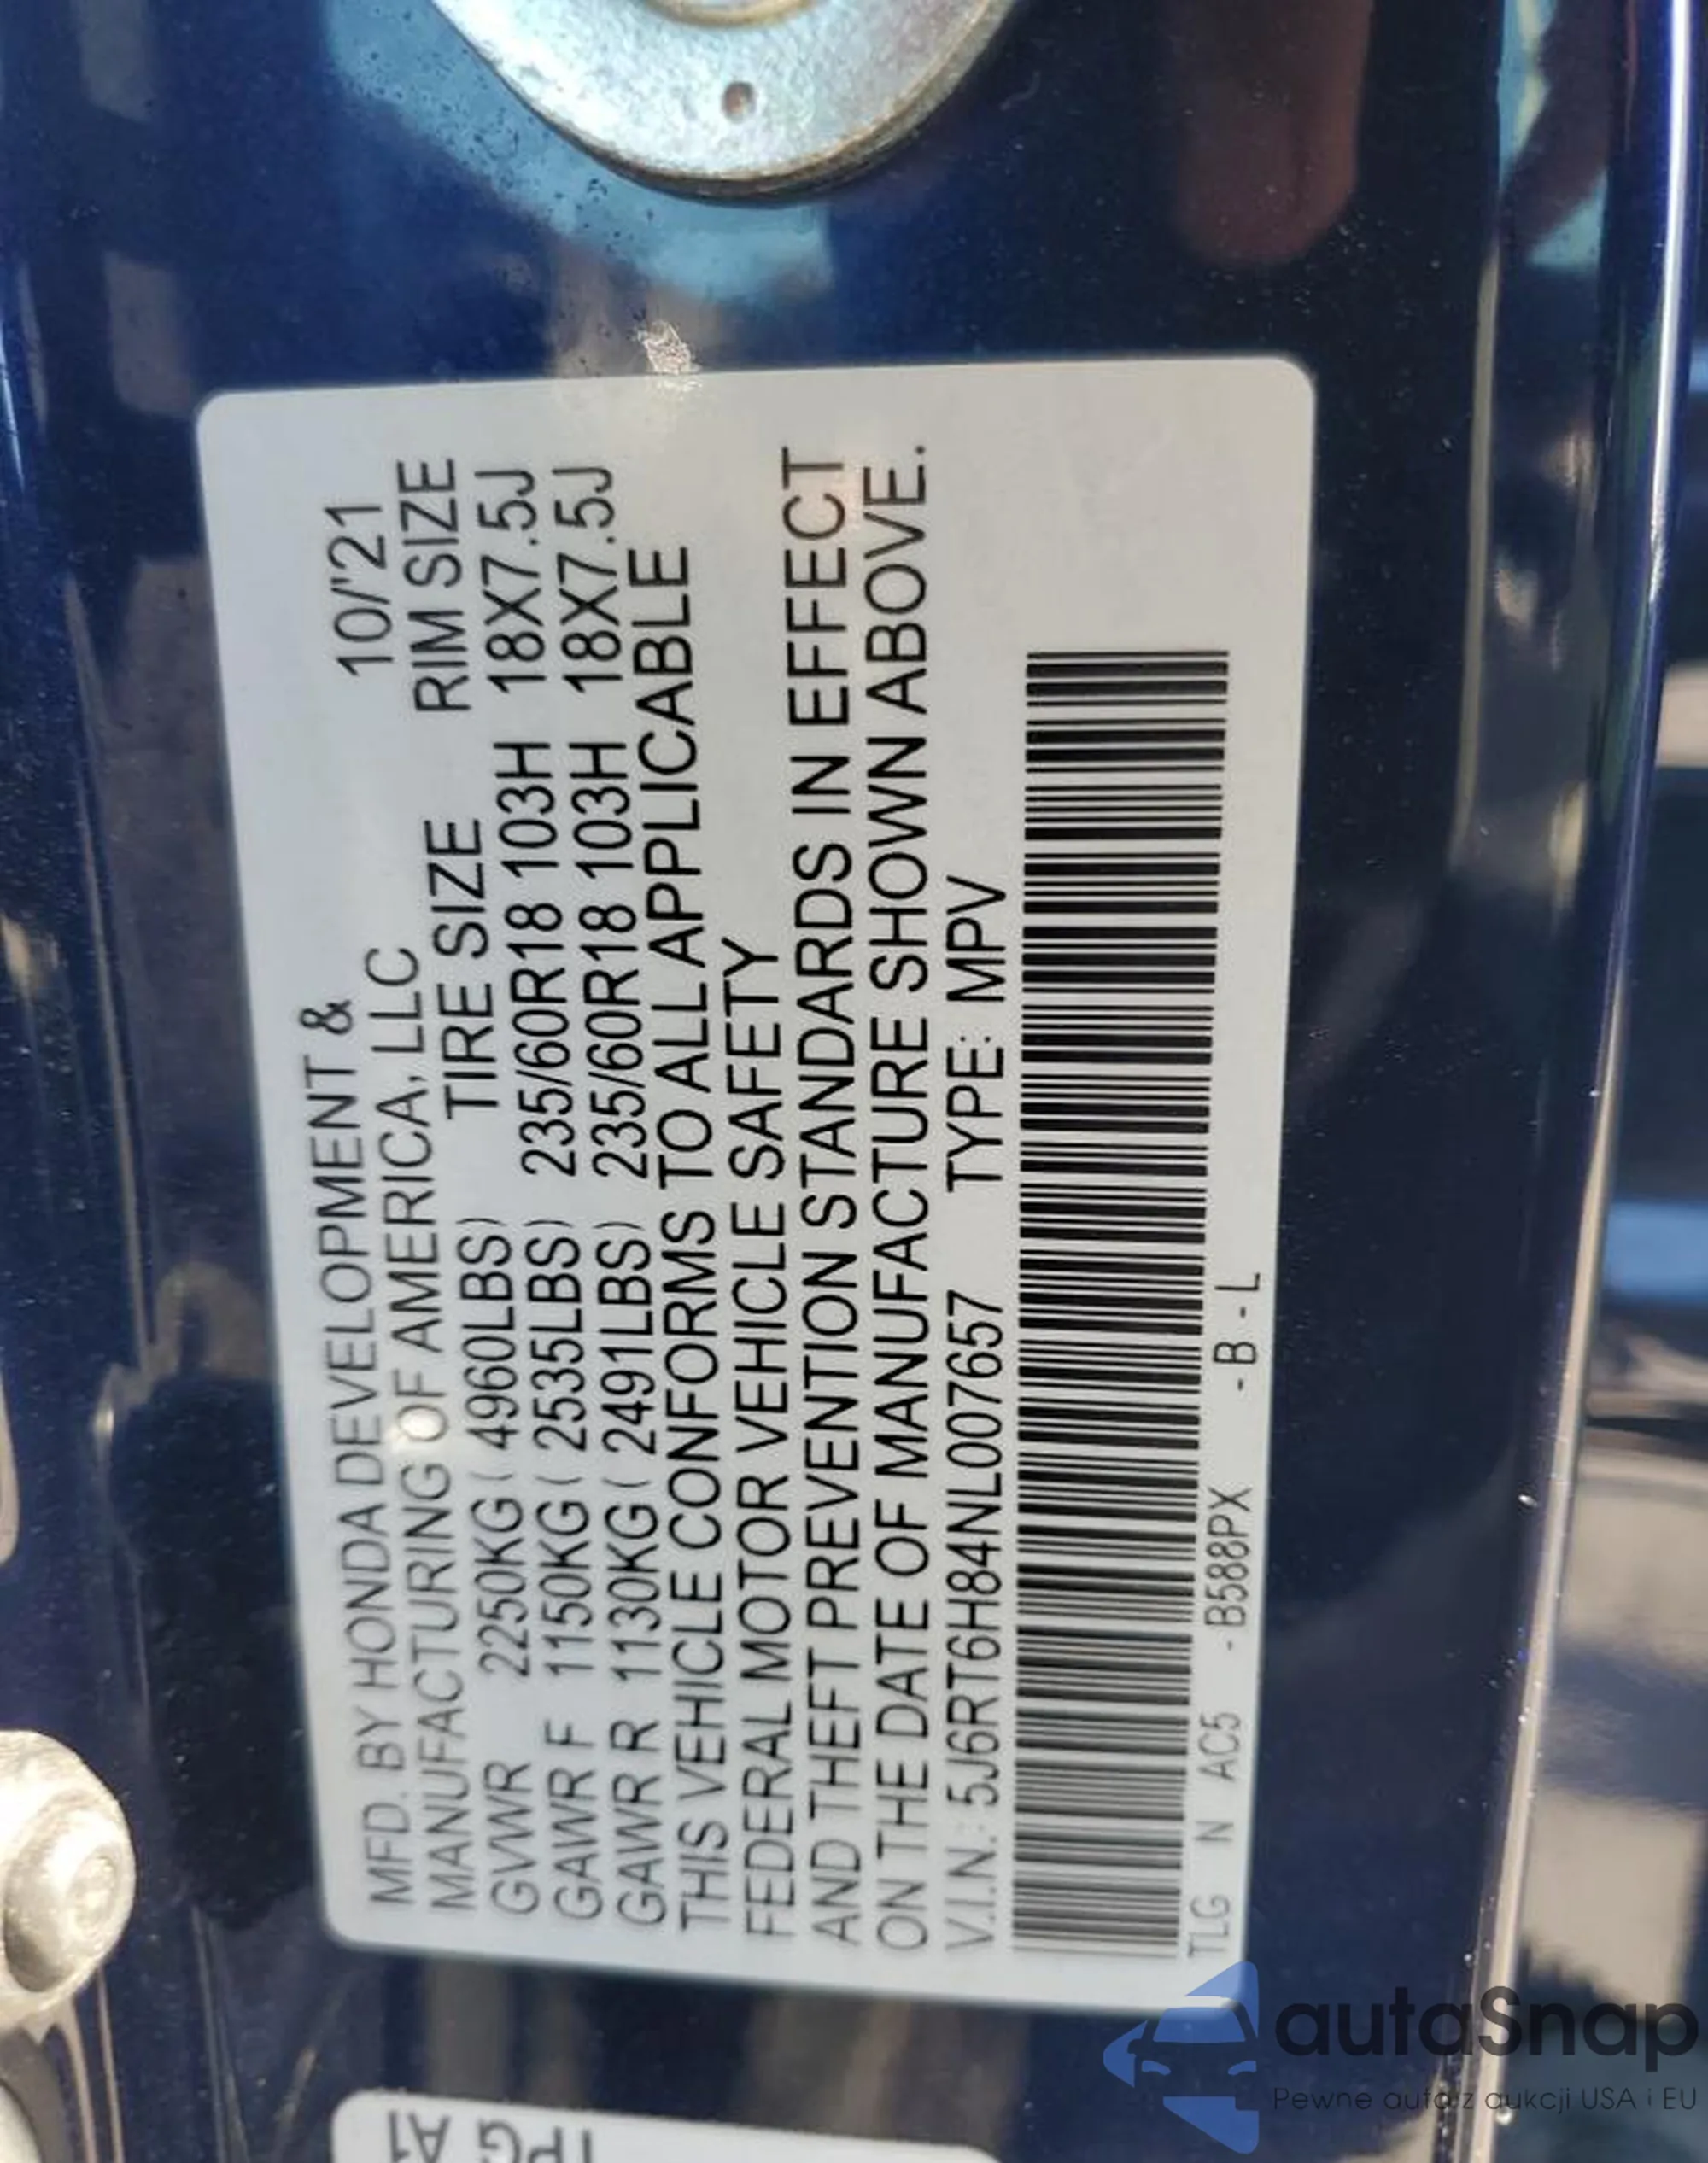 MFD. BY HONDA DEVELOPMENT &
MANUFACTURING OF AMERICA, LLC 10/'21
TIRE SIZE RIM SIZE
GVWR 2250KG ( 4960LBS)
GAWR F 1150KG ( 2535LBS) 235/60R18 103H 18X7.5J
GAWR R 1130KG ( 2491LBS) 235/60R18 103H 18X7.5J
THIS VEHICLE CONFORMS TO ALL APPLICABLE
FEDERAL MOTOR VEHICLE SAFETY
AND THEFT PREVENTION STANDARDS IN EFFECT
ON THE DATE OF MANUFACTURE SHOWN ABOVE.
V.I.N.: 5J6RT6H84NL007657 TYPE: MPV
TLG N AC5 -B588PX -B-L
autaSnap
Pewne auta z aukcji USA i EU